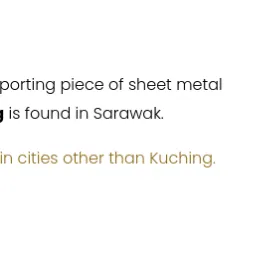 porting piece of sheet metal
g is found in Sarawak.
in cities other than Kuching.